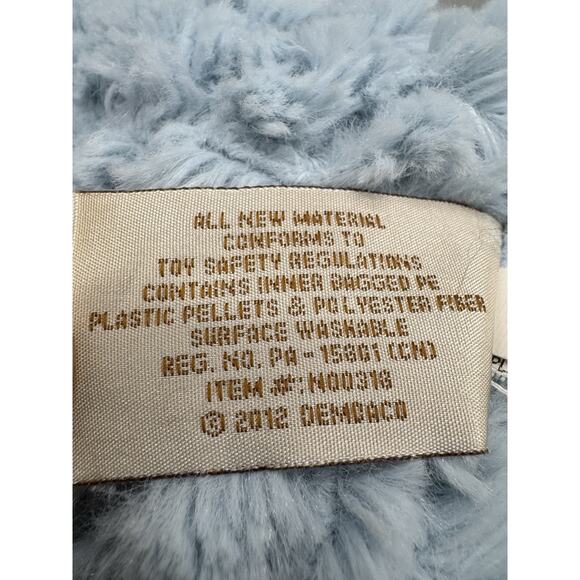 ALL NEW MATERIAL
CONFORMS TO
TOY SAFETY REGULATIONS
CONTAINS INNER BAGGED PE
PLASTIC PELLETS & POLYESTER FIBER
SURFACE WASHABLE
REG. NO. PA-15861 (CN)
ITEM #: N00318
© 2012 DEMDACO